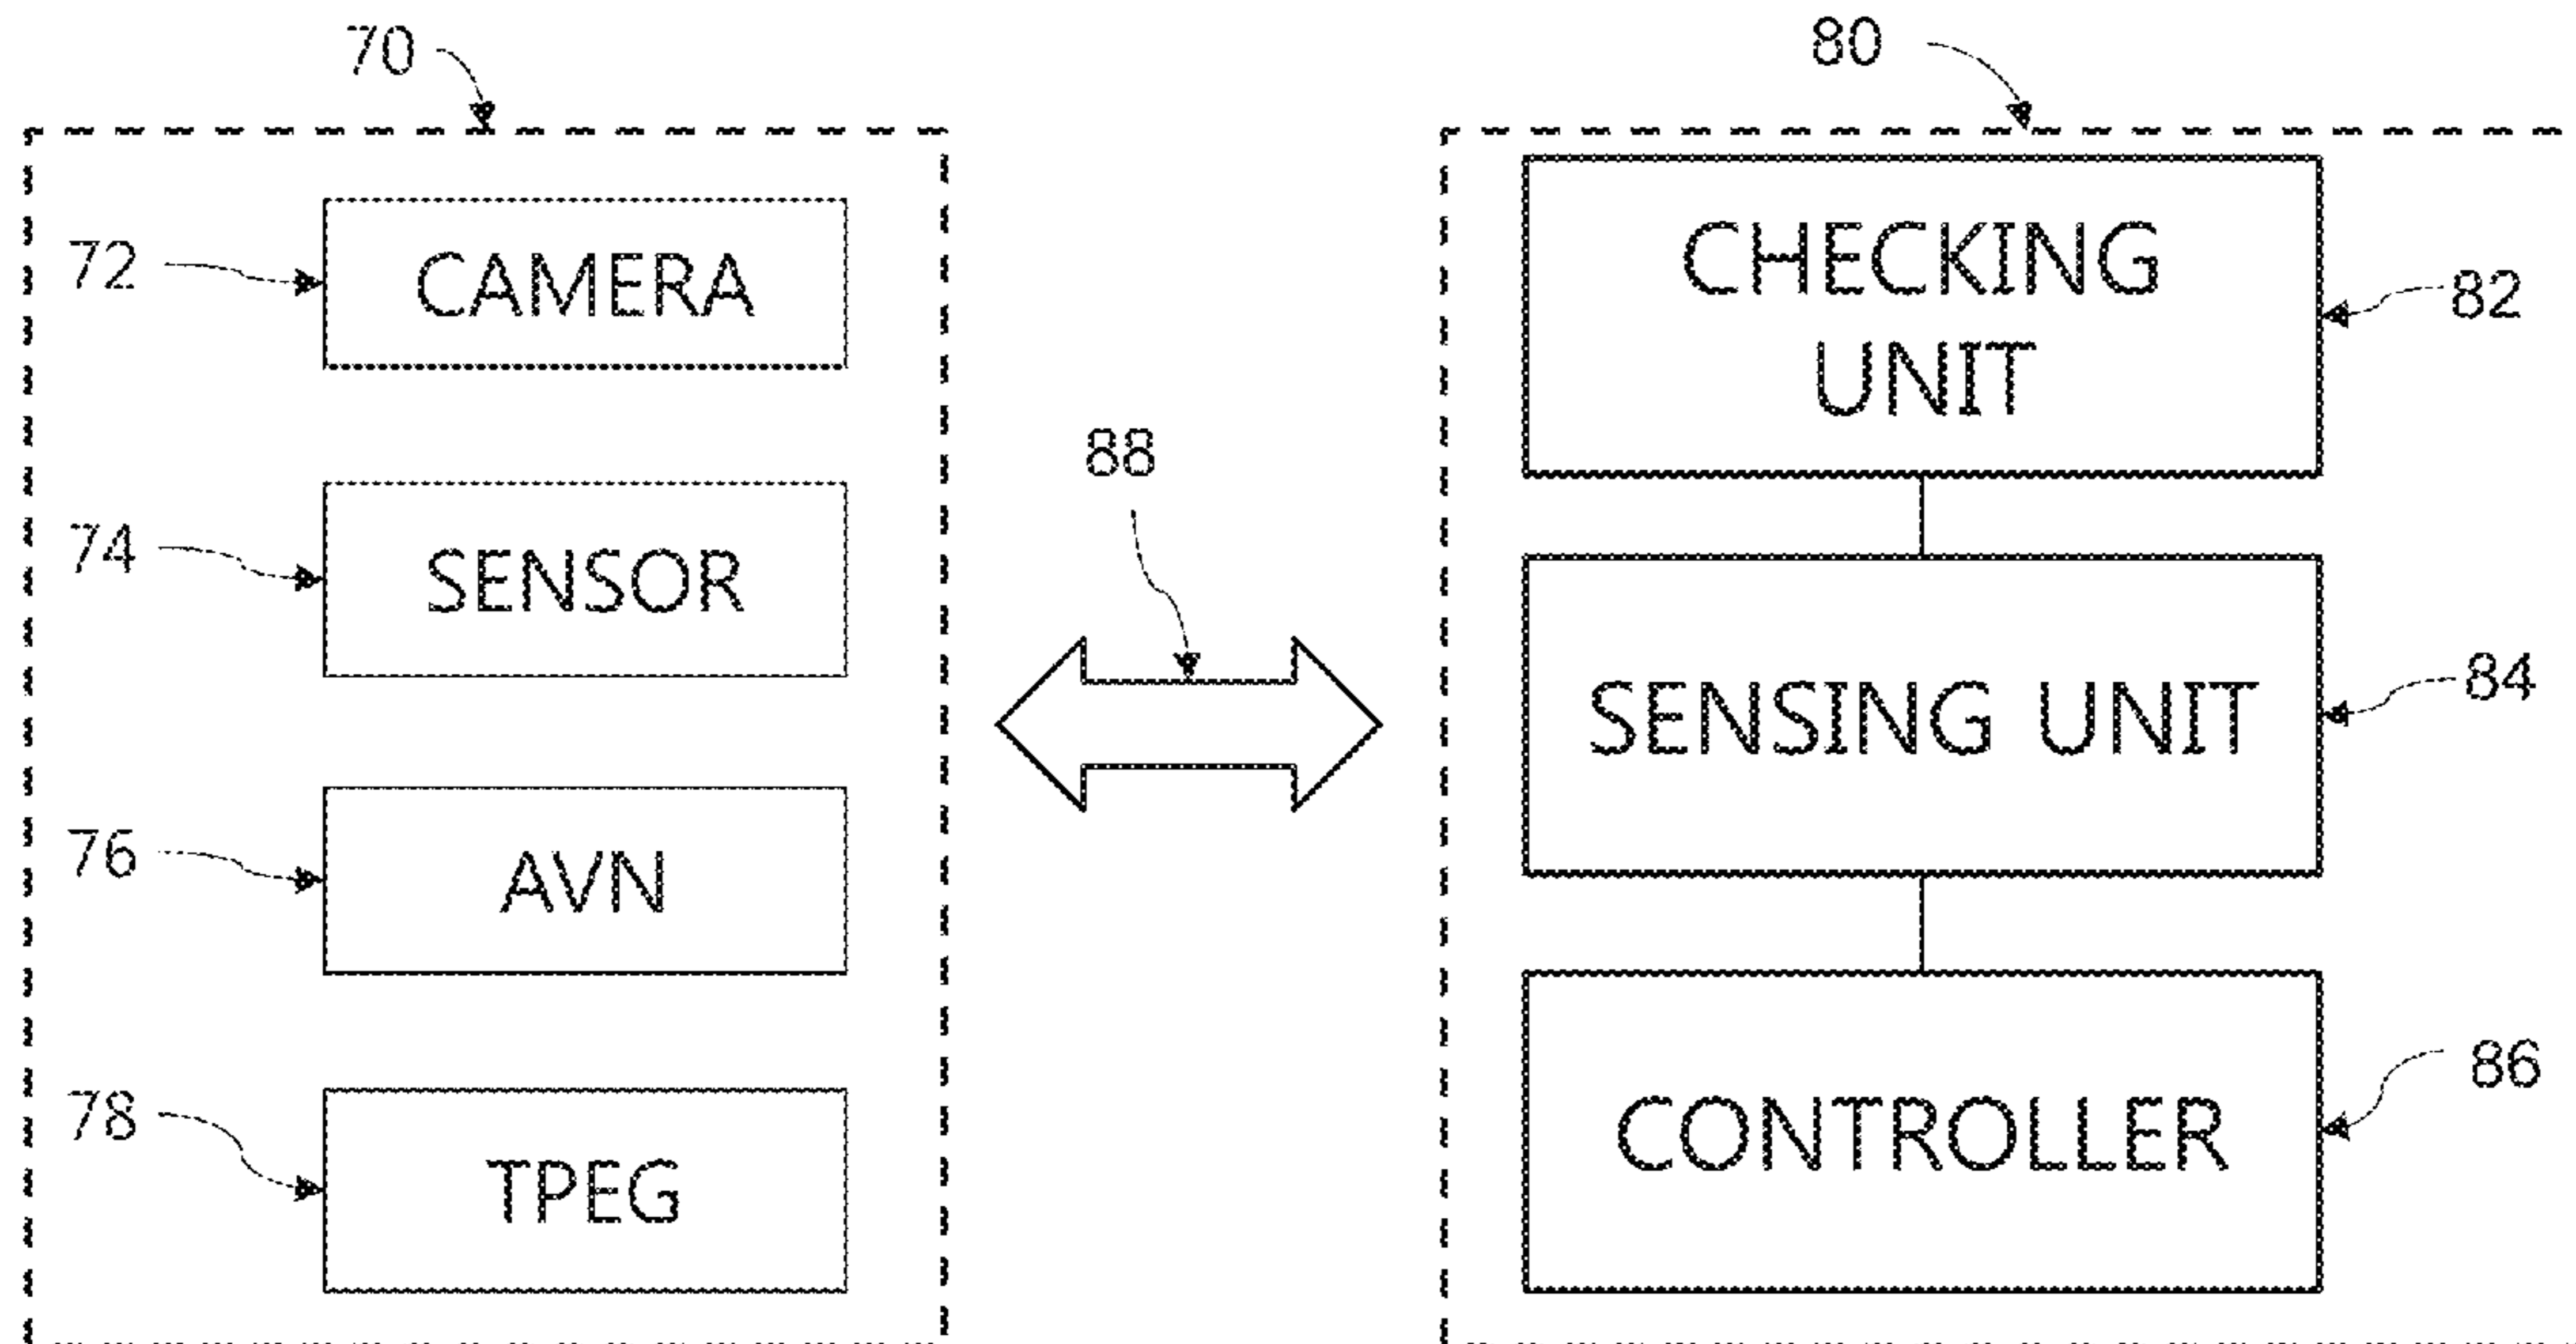 70
80
72
CAMERA
CHECKING
UNIT
82
88
74
SENSOR
SENSING UNIT
84
76
AVN
78
TPEG
CONTROLLER
86